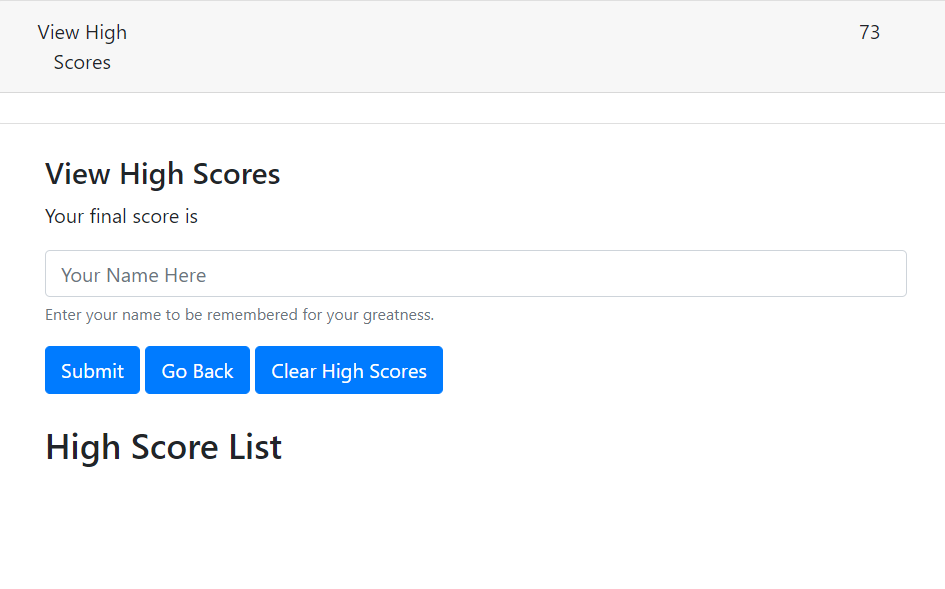 View High 73
Scores
View High Scores
Your final score is
Your Name Here
Enter your name to be remembered for your greatness.
Submit Go Back Clear High Scores
High Score List